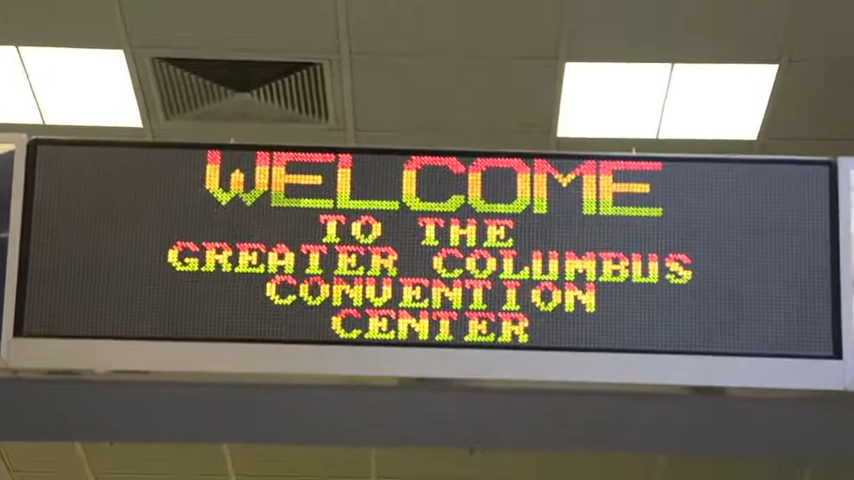 WELCOME
TO THE
GREATER COLUMBUS
CONVENTION
CENTER